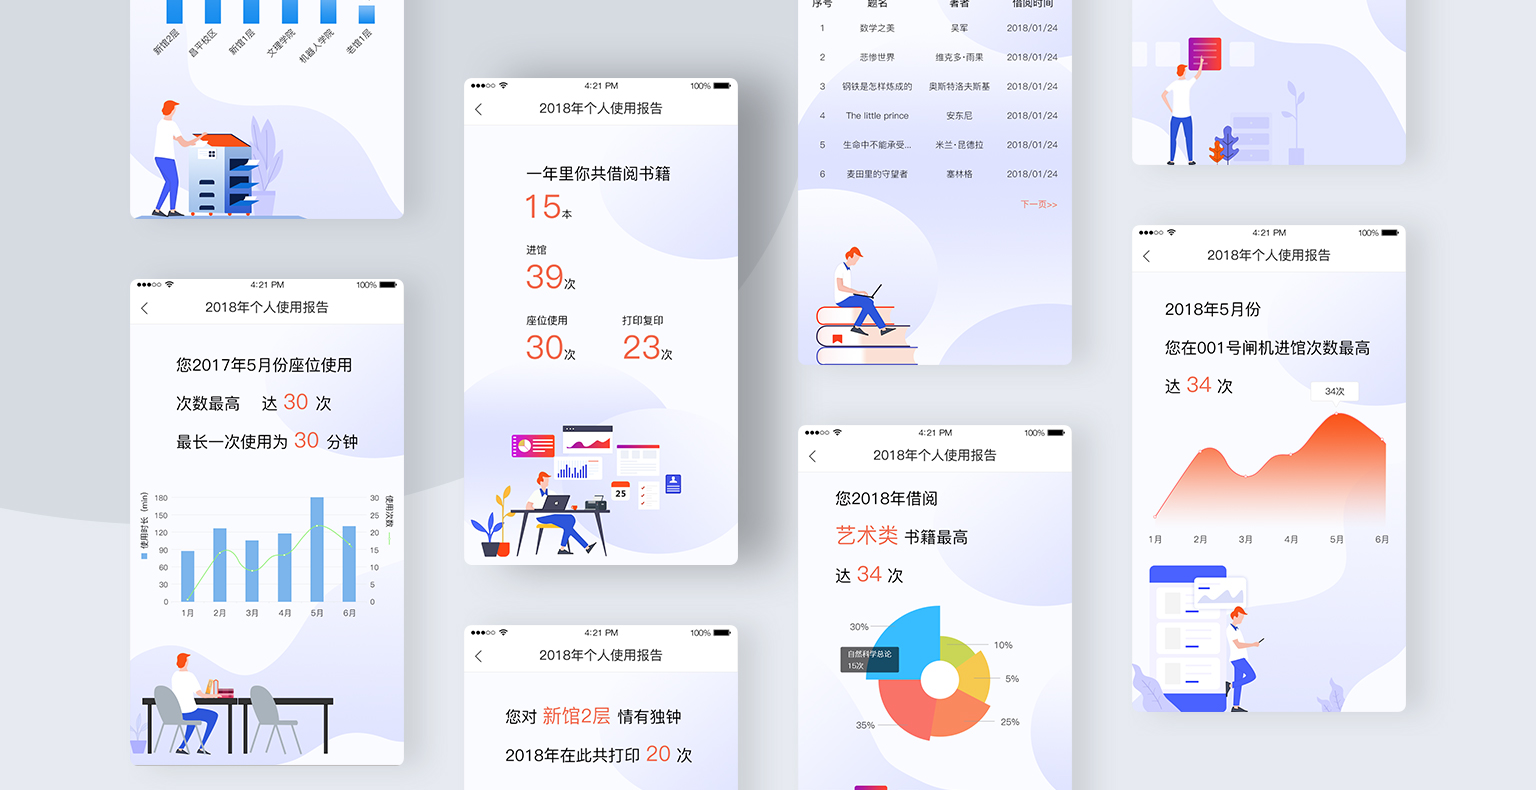 新馆2层
昌平校区
新馆1层
文理学院
机器人学院
老馆1层
4:21 PM
100%
2018年个人使用报告
您2017年5月份座位使用
次数最高 达 30 次
最长一次使用为 30 分钟
使用时长 (min)
180
150
120
90
60
30
0
30
25
20
15
10
5
0
使用次数
1月 2月 3月 4月 5月 6月
4:21 PM
100%
2018年个人使用报告
一年里你共借阅书籍
15本
进馆
39次
座位使用 打印复印
30次 23次
25
4:21 PM
100%
2018年个人使用报告
您对 新馆2层 情有独钟
2018年在此共打印 20 次
序号 题名 著者 借阅时间
1 数学之美 吴军 2018/01/24
2 悲惨世界 维克多·雨果 2018/01/24
3 钢铁是怎样炼成的 奥斯特洛夫斯基 2018/01/24
4 The little prince 安东尼 2018/01/24
5 生命中不能承受... 米兰·昆德拉 2018/01/24
6 麦田里的守望者 塞林格 2018/01/24
下一页>>
4:21 PM
100%
2018年个人使用报告
您2018年借阅
艺术类 书籍最高
达 34 次
30%
10%
5%
25%
35%
自然科学总论
15次
4:21 PM
100%
2018年个人使用报告
2018年5月份
您在001号闸机进馆次数最高
达 34 次
34次
1月 2月 3月 4月 5月 6月